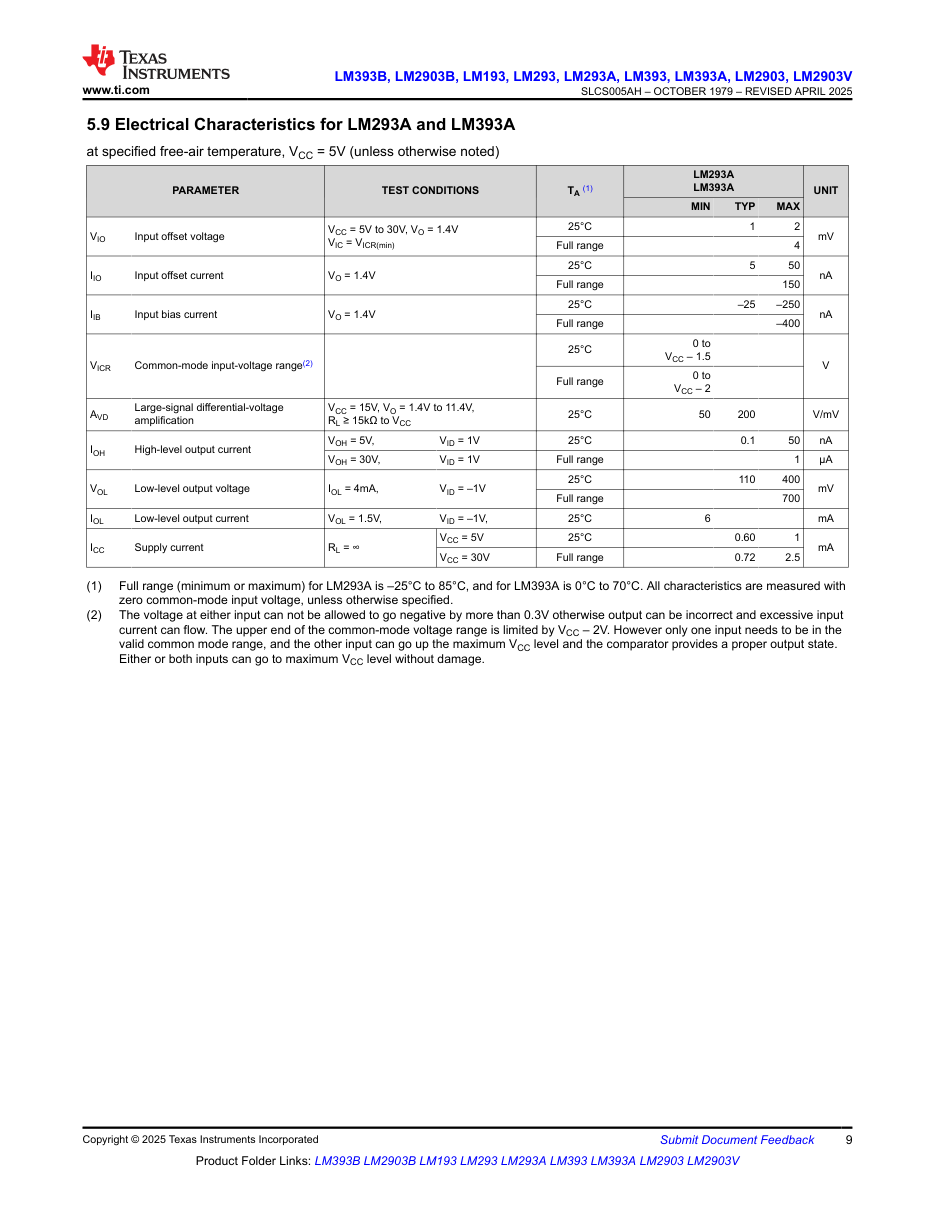 TEXAS
INSTRUMENTS
www.ti.com
LM393B, LM2903B, LM193, LM293, LM293A, LM393, LM393A, LM2903, LM2903V
SLCS005AH – OCTOBER 1979 – REVISED APRIL 2025
5.9 Electrical Characteristics for LM293A and LM393A
at specified free-air temperature, VCC = 5V (unless otherwise noted)
PARAMETER TEST CONDITIONS TA (1) LM293A LM393A UNIT
MIN TYP MAX
VIO Input offset voltage VCC = 5V to 30V, VO = 1.4V VIC = VICR(min) 25°C 1 2 mV
Full range 4
IIO Input offset current VO = 1.4V 25°C 5 50 nA
Full range 150
IIB Input bias current VO = 1.4V 25°C –25 –250 nA
Full range –400
VICR Common-mode input-voltage range(2) 25°C 0 to VCC – 1.5 V
Full range 0 to VCC – 2
AVD Large-signal differential-voltage amplification VCC = 15V, VO = 1.4V to 11.4V, RL ≥ 15kΩ to VCC 25°C 50 200 V/mV
IOH High-level output current VOH = 5V, VID = 1V 25°C 0.1 50 nA
VOH = 30V, VID = 1V Full range 1 µA
VOL Low-level output voltage IOL = 4mA, VID = –1V 25°C 110 400 mV
Full range 700
IOL Low-level output current VOL = 1.5V, VID = –1V, 25°C 6 mA
ICC Supply current RL = ∞ VCC = 5V 25°C 0.60 1 mA
VCC = 30V Full range 0.72 2.5
(1) Full range (minimum or maximum) for LM293A is –25°C to 85°C, and for LM393A is 0°C to 70°C. All characteristics are measured with
zero common-mode input voltage, unless otherwise specified.
(2) The voltage at either input can not be allowed to go negative by more than 0.3V otherwise output can be incorrect and excessive input
current can flow. The upper end of the common-mode voltage range is limited by VCC – 2V. However only one input needs to be in the
valid common mode range, and the other input can go up the maximum VCC level and the comparator provides a proper output state.
Either or both inputs can go to maximum VCC level without damage.
Copyright © 2025 Texas Instruments Incorporated
Submit Document Feedback 9
Product Folder Links: LM393B LM2903B LM193 LM293 LM293A LM393 LM393A LM2903 LM2903V